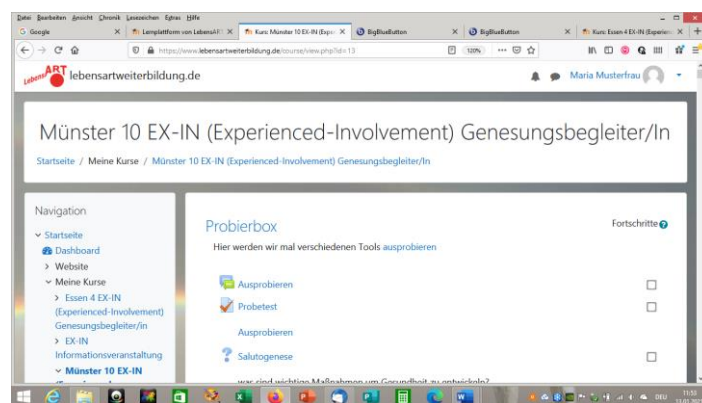 Datei Bearbeiten Ansicht Chronik Lesezeichen Extras Hilfe
Google
Lernplattform von LebensART
Kurs: Münster 10 EX-IN (Expe
BigBlueButton
BigBlueButton
Kurs: Essen 4 EX-IN (Experien
https://www.lebensartweiterbildung.de/course/view.php?id=13
120%
LebensART lebensartweiterbildung.de
Maria Musterfrau
Münster 10 EX-IN (Experienced-Involvement) Genesungsbegleiter/In
Startseite / Meine Kurse / Münster 10 EX-IN (Experienced-Involvement) Genesungsbegleiter/In
Navigation
Startseite
Dashboard
Website
Meine Kurse
Essen 4 EX-IN
(Experienced-Involvement)
Genesungsbegleiter/in
EX-IN
Informationsveranstaltung
Münster 10 EX-IN
Probierbox
Fortschritte
Hier werden wir mal verschiedenen Tools ausprobieren
Ausprobieren
Probetest
Ausprobieren
Salutogenese
was sind wichtige Maßnahmen um Gesundheit zu entwickeln?
DEU
11:53